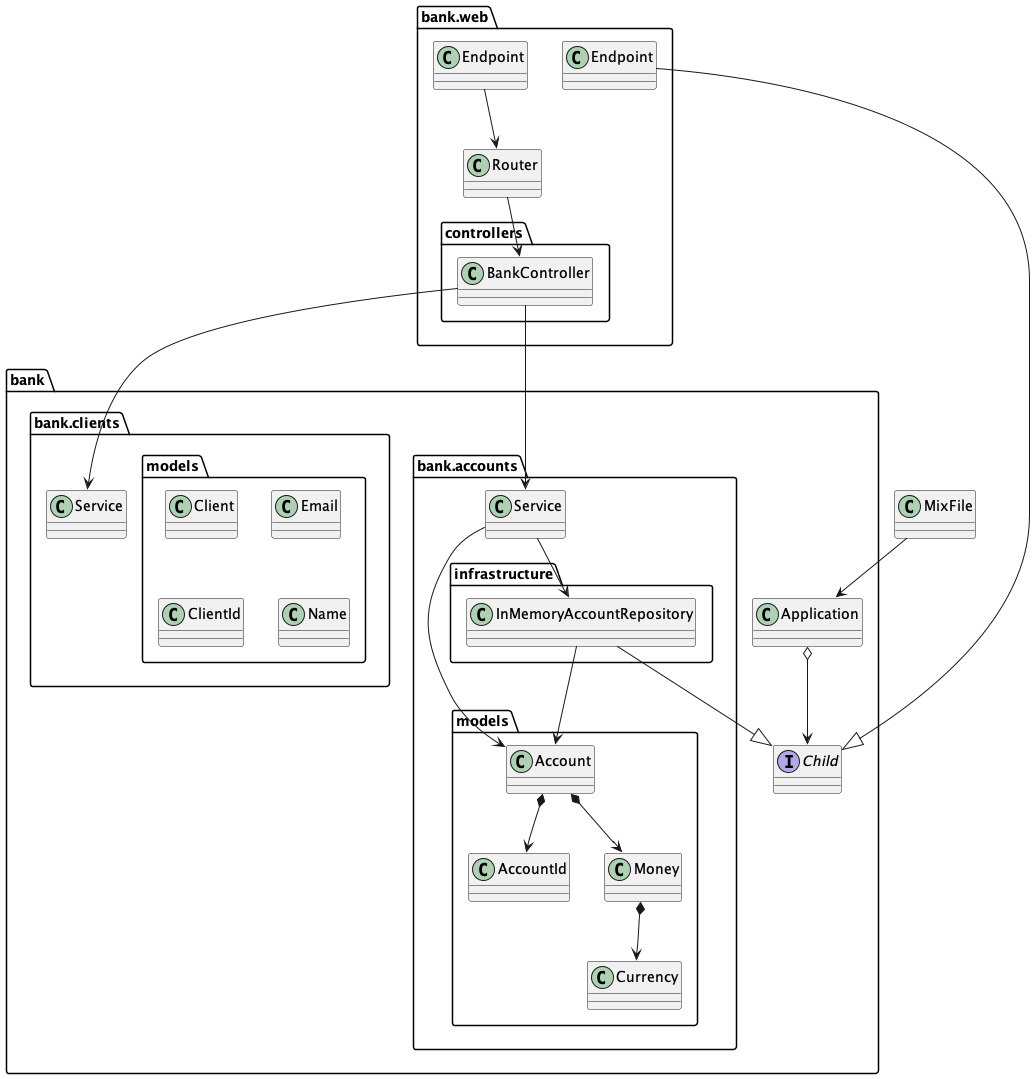 bank.web
C Endpoint
C Endpoint
C Router
controllers
C BankController
bank
bank.clients
C Service
models
C Client
C Email
C ClientId
C Name
bank.accounts
C Service
infrastructure
C InMemoryAccountRepository
models
C Account
C AccountId
C Money
C Currency
C MixFile
C Application
I Child